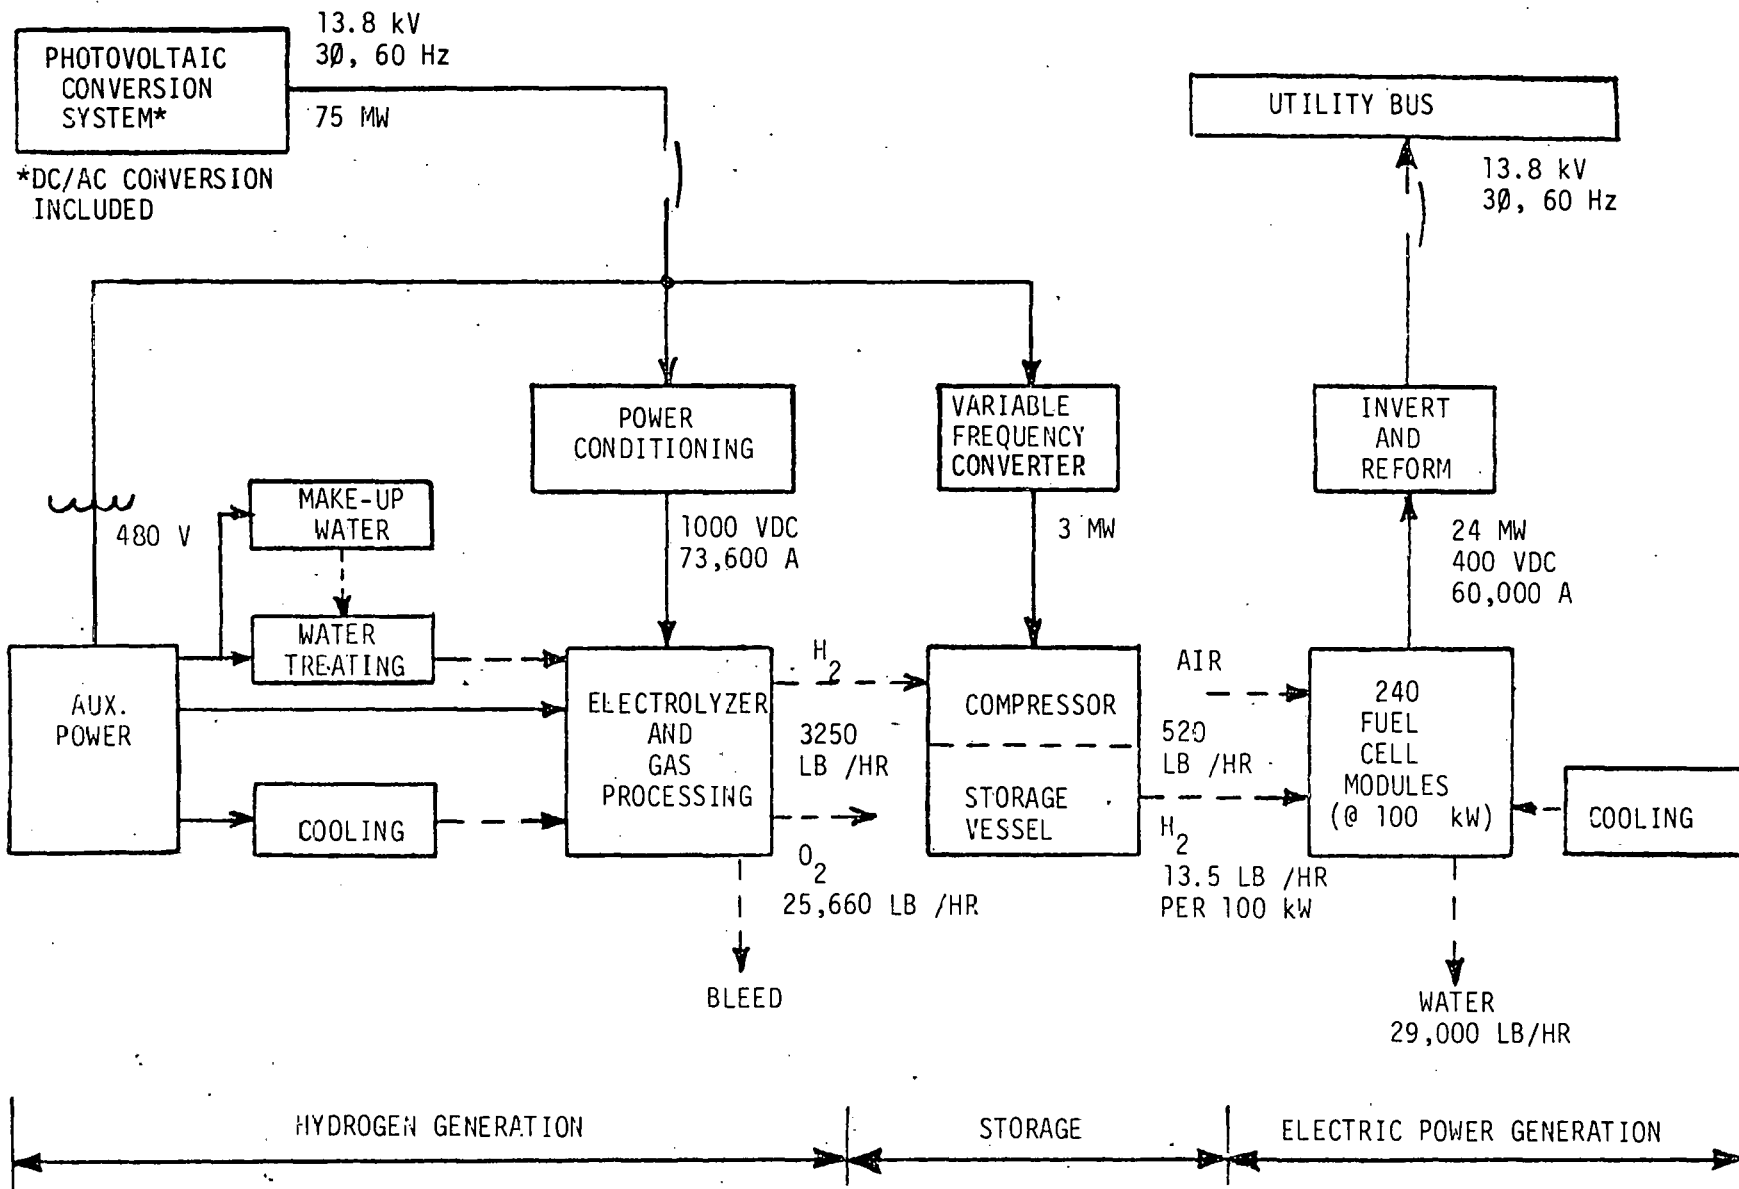 13.8 kV
3Ø, 60 Hz
PHOTOVOLTAIC
CONVERSION
SYSTEM*
75 MW
*DC/AC CONVERSION
INCLUDED
UTILITY BUS
13.8 kV
3Ø, 60 Hz
POWER
CONDITIONING
VARIABLE
FREQUENCY
CONVERTER
INVERT
AND
REFORM
480 V
MAKE-UP
WATER
1000 VDC
73,600 A
3 MW
24 MW
400 VDC
60,000 A
WATER
TREATING
AUX.
POWER
COOLING
ELECTROLYZER
AND
GAS
PROCESSING
H2
3250
LB /HR
O2
25,660 LB /HR
BLEED
COMPRESSOR
STORAGE
VESSEL
AIR
520
LB /HR
H2
13.5 LB /HR
PER 100 kW
240
FUEL
CELL
MODULES
(@ 100 kW)
COOLING
WATER
29,000 LB/HR
HYDROGEN GENERATION
STORAGE
ELECTRIC POWER GENERATION